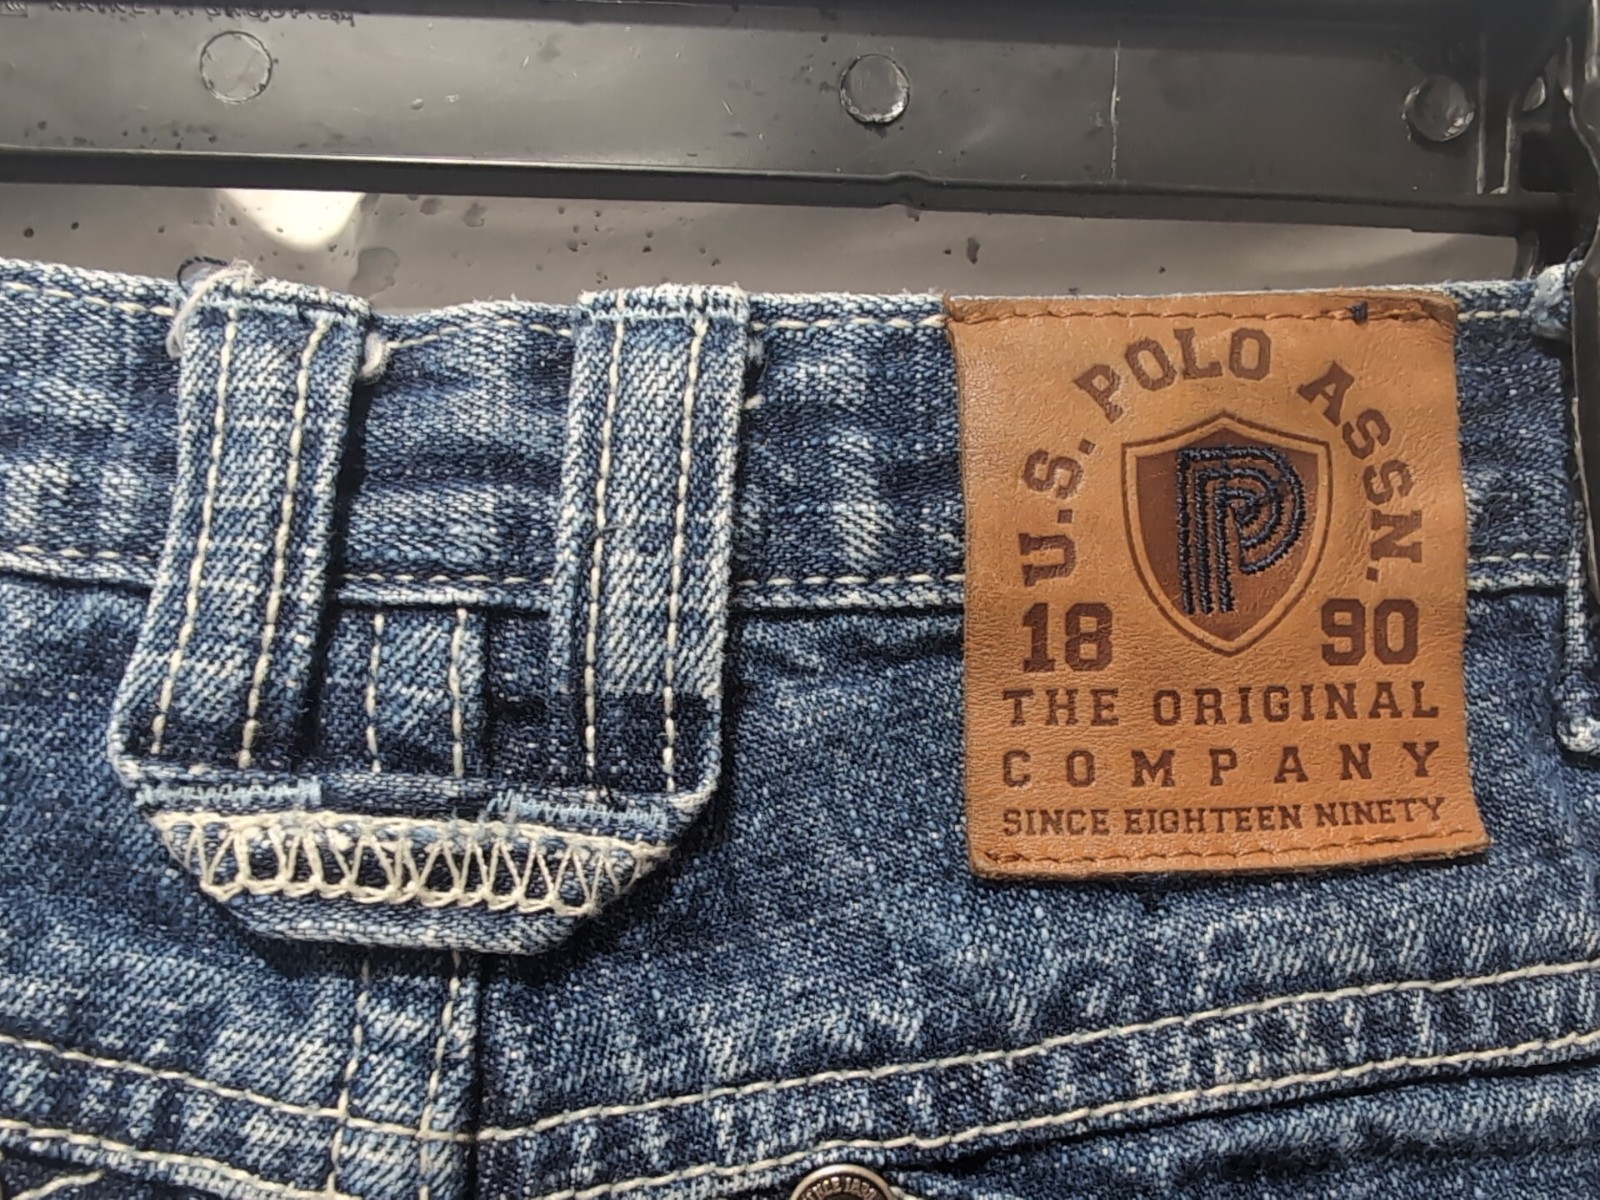 U.S. POLO ASSN.
P
18 90
THE ORIGINAL
COMPANY
SINCE EIGHTEEN NINETY